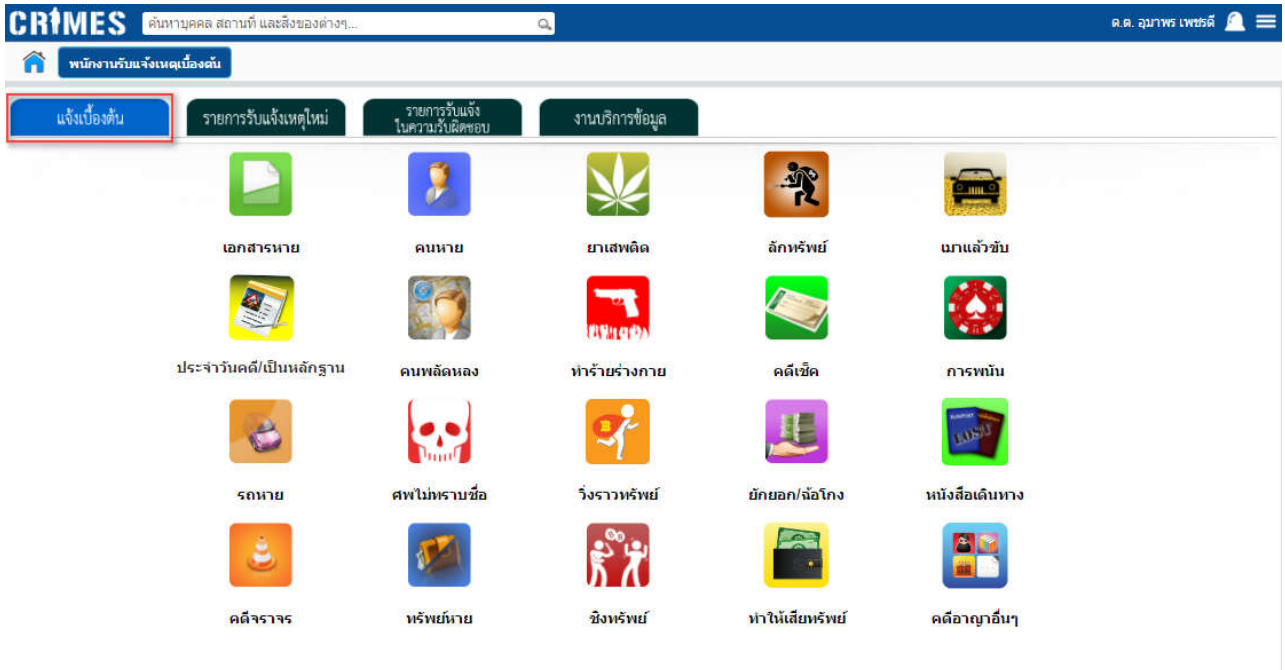 CRIMES ค้นหาบุคคล สถานที่ และสิ่งของต่างๆ... ด.ต. อุมาพร เพชรดี
พนักงานรับแจ้งเหตุเบื้องต้น
แจ้งเบื้องต้น รายการรับแจ้งเหตุใหม่ รายการรับแจ้ง งานบริการข้อมูล
ในความรับผิดชอบ
เอกสารหาย คนหาย ยาเสพติด ลักทรัพย์ เมาแล้วขับ
ประจำวันคดี/เป็นหลักฐาน คนพลัดหลง ทำร้ายร่างกาย คดีเช็ค การพนัน
รถหาย ศพไม่ทราบชื่อ วิ่งราวทรัพย์ ยักยอก/ฉ้อโกง หนังสือเดินทาง
คดีจราจร ทรัพย์หาย ชิงทรัพย์ ทำให้เสียทรัพย์ คดีอาญาอื่นๆ